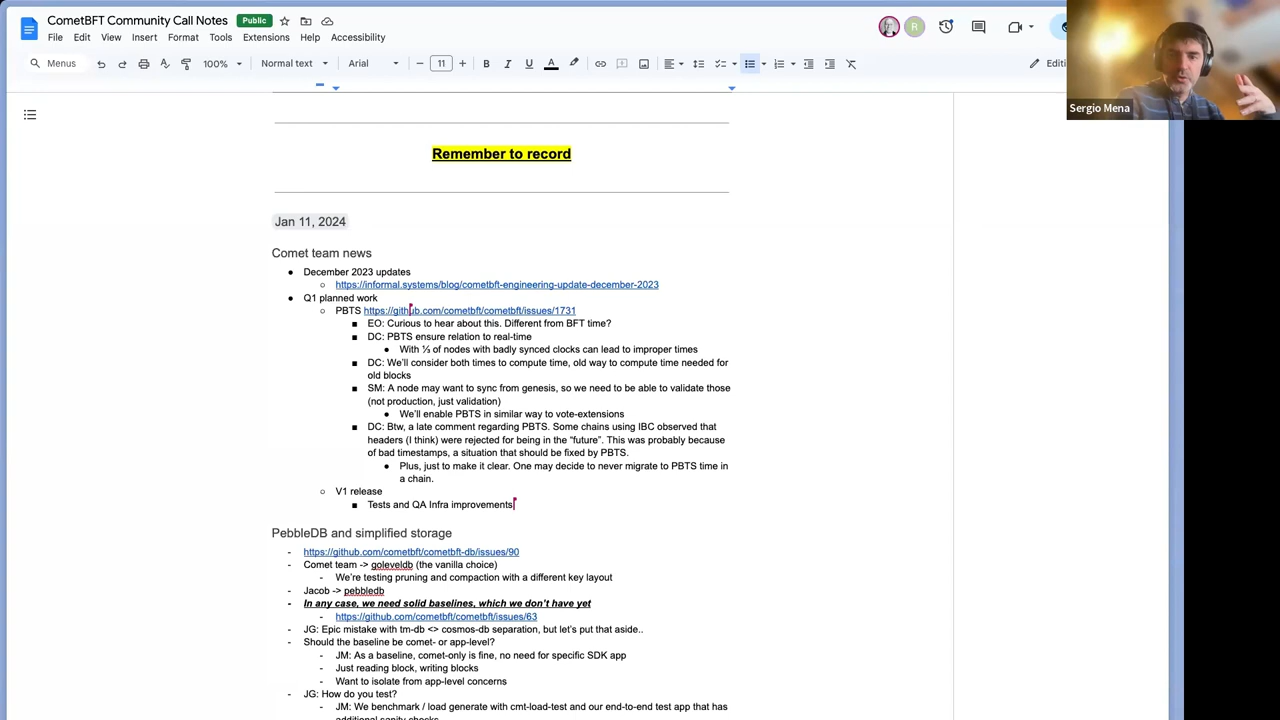 CometBFT Community Call Notes
Public
File Edit View Insert Format Tools Extensions Help Accessibility
R
Menus
100%
Normal text
Arial
11
B I U A
Editi
Sergio Mena
Remember to record
Jan 11, 2024
Comet team news
● December 2023 updates
○ https://informal.systems/blog/cometbft-engineering-update-december-2023
● Q1 planned work
○ PBTS https://github.com/cometbft/cometbft/issues/1731
■ EO: Curious to hear about this. Different from BFT time?
■ DC: PBTS ensure relation to real-time
● With ⅓ of nodes with badly synced clocks can lead to improper times
■ DC: We'll consider both times to compute time, old way to compute time needed for
old blocks
■ SM: A node may want to sync from genesis, so we need to be able to validate those
(not production, just validation)
● We'll enable PBTS in similar way to vote-extensions
■ DC: Btw, a late comment regarding PBTS. Some chains using IBC observed that
headers (I think) were rejected for being in the "future". This was probably because
of bad timestamps, a situation that should be fixed by PBTS.
● Plus, just to make it clear. One may decide to never migrate to PBTS time in
a chain.
○ V1 release
■ Tests and QA Infra improvements
PebbleDB and simplified storage
- https://github.com/cometbft/cometbft-db/issues/90
- Comet team -> goleveldb (the vanilla choice)
- We're testing pruning and compaction with a different key layout
- Jacob -> pebbledb
- In any case, we need solid baselines, which we don't have yet
- https://github.com/cometbft/cometbft/issues/63
- JG: Epic mistake with tm-db <> cosmos-db separation, but let's put that aside..
- Should the baseline be comet- or app-level?
- JM: As a baseline, comet-only is fine, no need for specific SDK app
- Just reading block, writing blocks
- Want to isolate from app-level concerns
- JG: How do you test?
- JM: We benchmark / load generate with cmt-load-test and our end-to-end test app that has
additional sanity checks